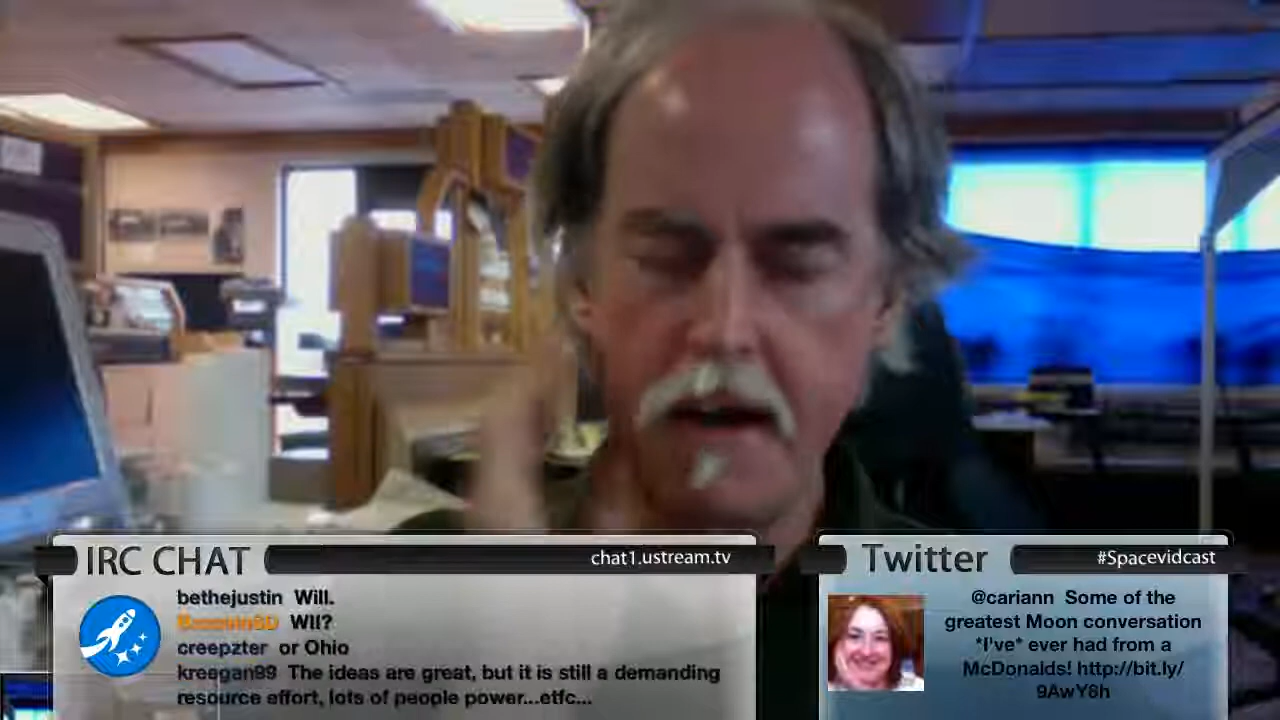 IRC CHAT
chat1.ustream.tv
bethejustin Will.
WII?
creepzter or Ohio
kreegan99 The ideas are great, but it is still a demanding
resource effort, lots of people power...etfc...
Twitter
#Spacevidcast
@cariann Some of the
greatest Moon conversation
*I've* ever had from a
McDonalds! http://bit.ly/
9AwY8h